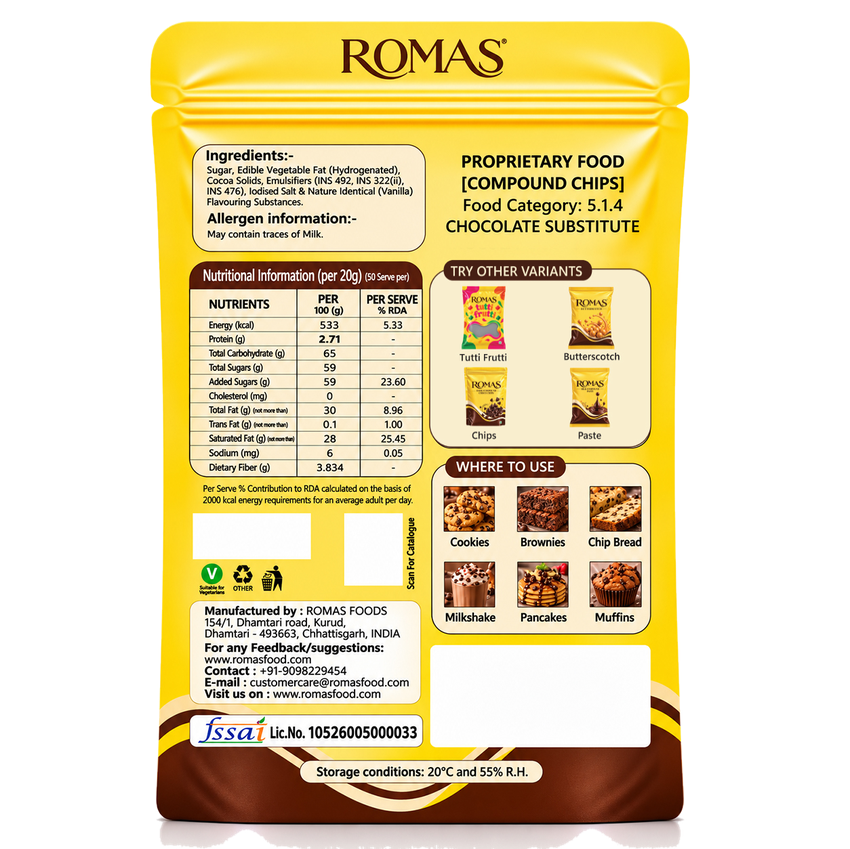 ROMAS®
Ingredients:-
Sugar, Edible Vegetable Fat (Hydrogenated),
Cocoa Solids, Emulsifiers (INS 492, INS 322(ii),
INS 476), Iodised Salt & Nature Identical (Vanilla)
Flavouring Substances.
Allergen information:-
May contain traces of Milk.
PROPRIETARY FOOD
[COMPOUND CHIPS]
Food Category: 5.1.4
CHOCOLATE SUBSTITUTE
Nutritional Information (per 20g) (50 Serve per)
NUTRIENTS PER 100 (g) PER SERVE % RDA
Energy (kcal) 533 5.33
Protein (g) 2.71 -
Total Carbohydrate (g) 65 -
Total Sugars (g) 59 -
Added Sugars (g) 59 23.60
Cholesterol (mg) 0 -
Total Fat (g) (not more than) 30 8.96
Trans Fat (g) (not more than) 0.1 1.00
Saturated Fat (g) (not more than) 28 25.45
Sodium (mg) 6 0.05
Dietary Fiber (g) 3.834 -
Per Serve % Contribution to RDA calculated on the basis of
2000 kcal energy requirements for an average adult per day.
TRY OTHER VARIANTS
ROMAS tutti frutti
ROMAS
Tutti Frutti Butterscotch
ROMAS
ROMAS
Chips Paste
WHERE TO USE
Cookies Brownies Chip Bread
Milkshake Pancakes Muffins
Scan For Catalogue
V
Suitable for
Vegetarians
OTHER
Manufactured by : ROMAS FOODS
154/1, Dhamtari road, Kurud,
Dhamtari - 493663, Chhattisgarh, INDIA
For any Feedback/suggestions:
www.romasfood.com
Contact : +91-9098229454
E-mail : customercare@romasfood.com
Visit us on : www.romasfood.com
fssai Lic.No. 10526005000033
Storage conditions: 20°C and 55% R.H.